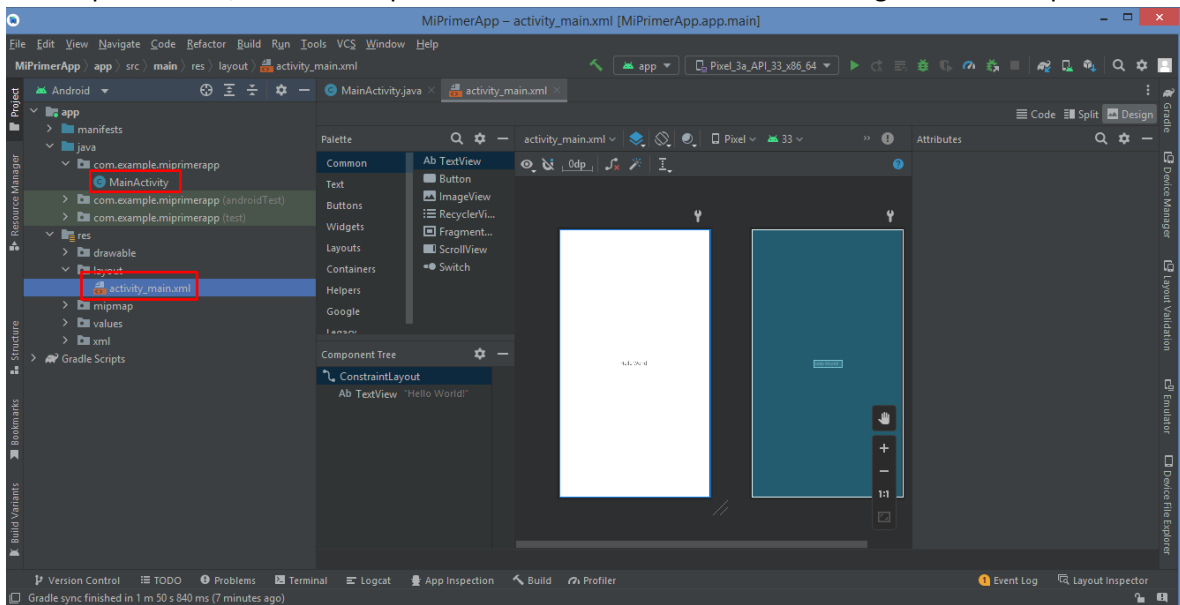 MiPrimerApp – activity_main.xml [MiPrimerApp.app.main]
File Edit View Navigate Code Refactor Build Run Tools VCS Window Help
MiPrimerApp app src main res layout activity_main.xml
app Pixel_3a_API_33_x86_64
Android
MainActivity.java
activity_main.xml
Code Split Design
app
manifests
java
com.example.miprimerapp
MainActivity
com.example.miprimerapp (androidTest)
com.example.miprimerapp (test)
res
drawable
layout
activity_main.xml
mipmap
values
xml
Gradle Scripts
Palette
Common
Text
Buttons
Widgets
Layouts
Containers
Helpers
Google
Legacy
Ab TextView
Button
ImageView
RecyclerVi...
Fragment...
ScrollView
Switch
Component Tree
ConstraintLayout
Ab TextView "Hello World!"
activity_main.xml Pixel 33 »
0dp
Hello World
1:1
Attributes
Project
Resource Manager
Structure
Bookmarks
Build Variants
Gradle
Device Manager
Layout Validation
Emulator
Device File Explorer
Version Control TODO Problems Terminal Logcat App Inspection Build Profiler
1 Event Log Layout Inspector
Gradle sync finished in 1 m 50 s 840 ms (7 minutes ago)